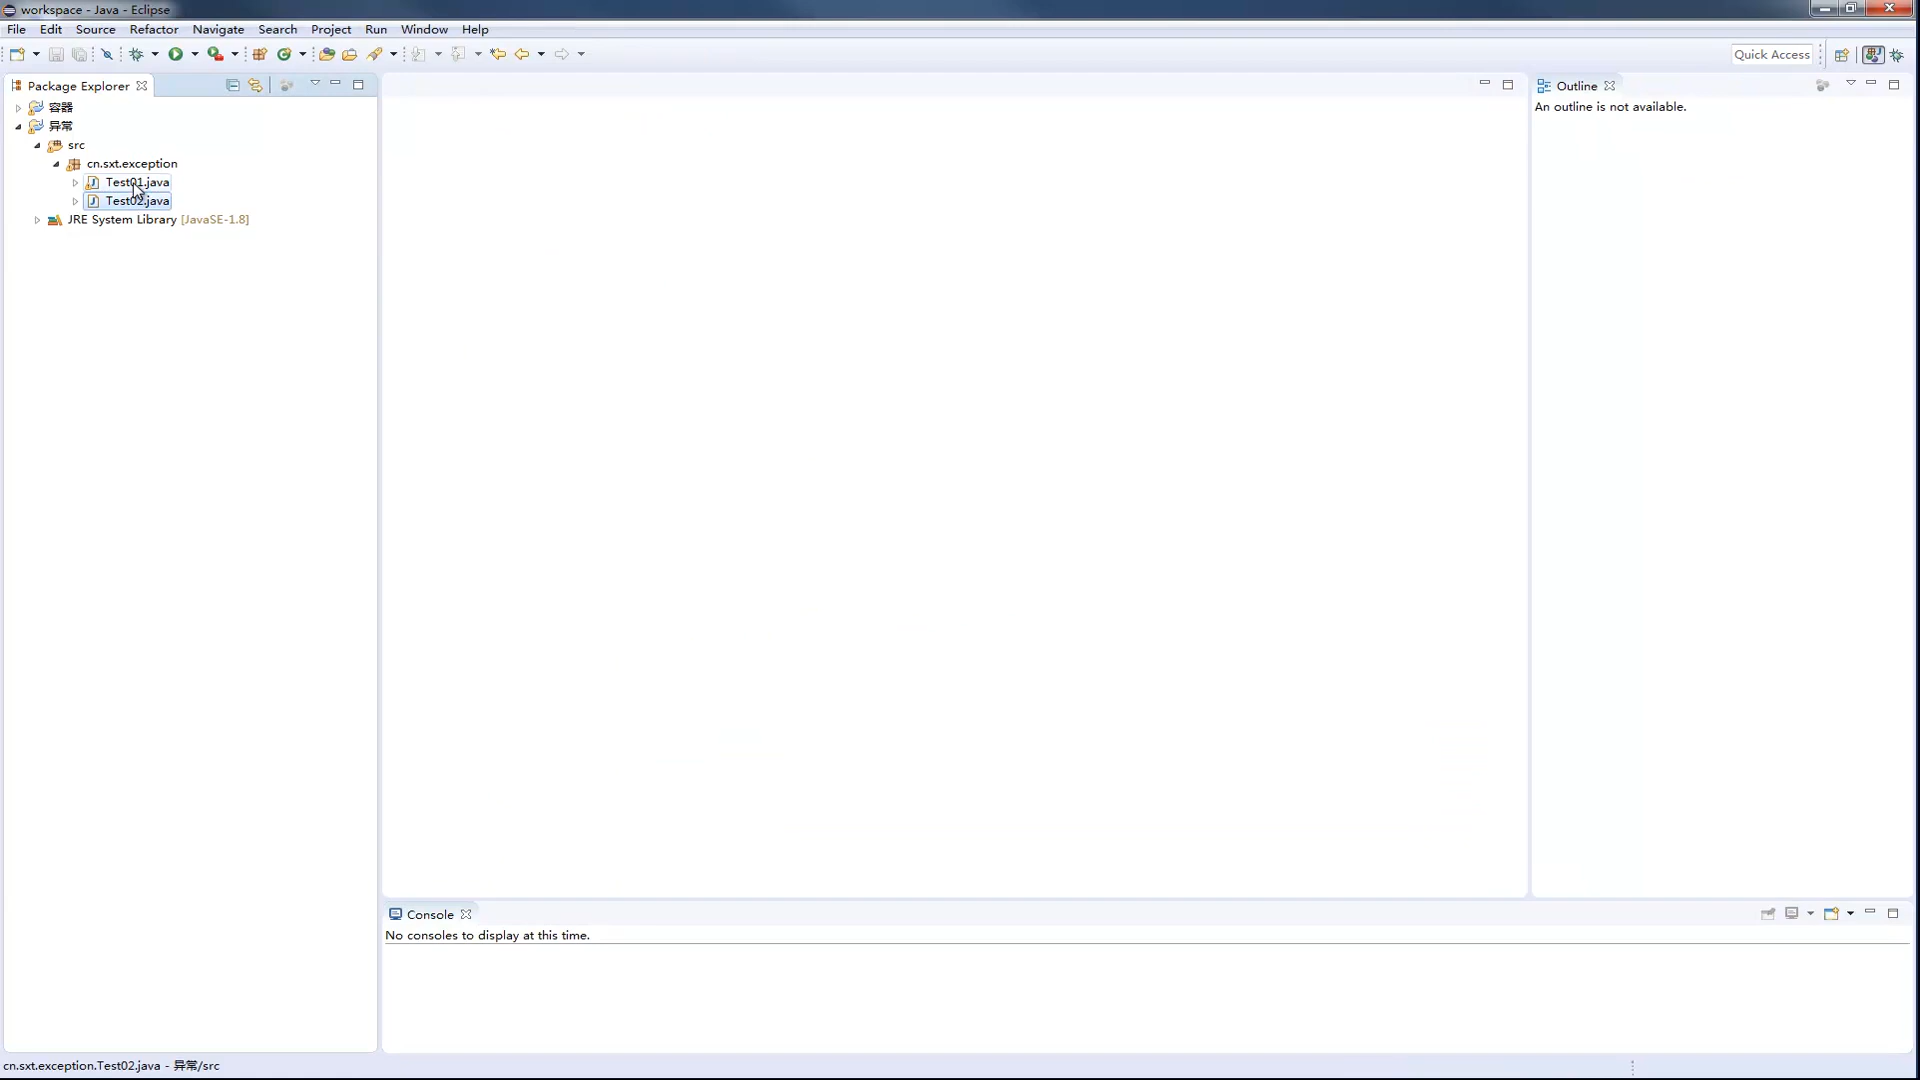 workspace - Java - Eclipse
File Edit Source Refactor Navigate Search Project Run Window Help
Quick Access
Package Explorer
容器
异常
src
cn.sxt.exception
Test01.java
Test02.java
JRE System Library [JavaSE-1.8]
Outline
An outline is not available.
Console
No consoles to display at this time.
cn.sxt.exception.Test02.java - 异常/src